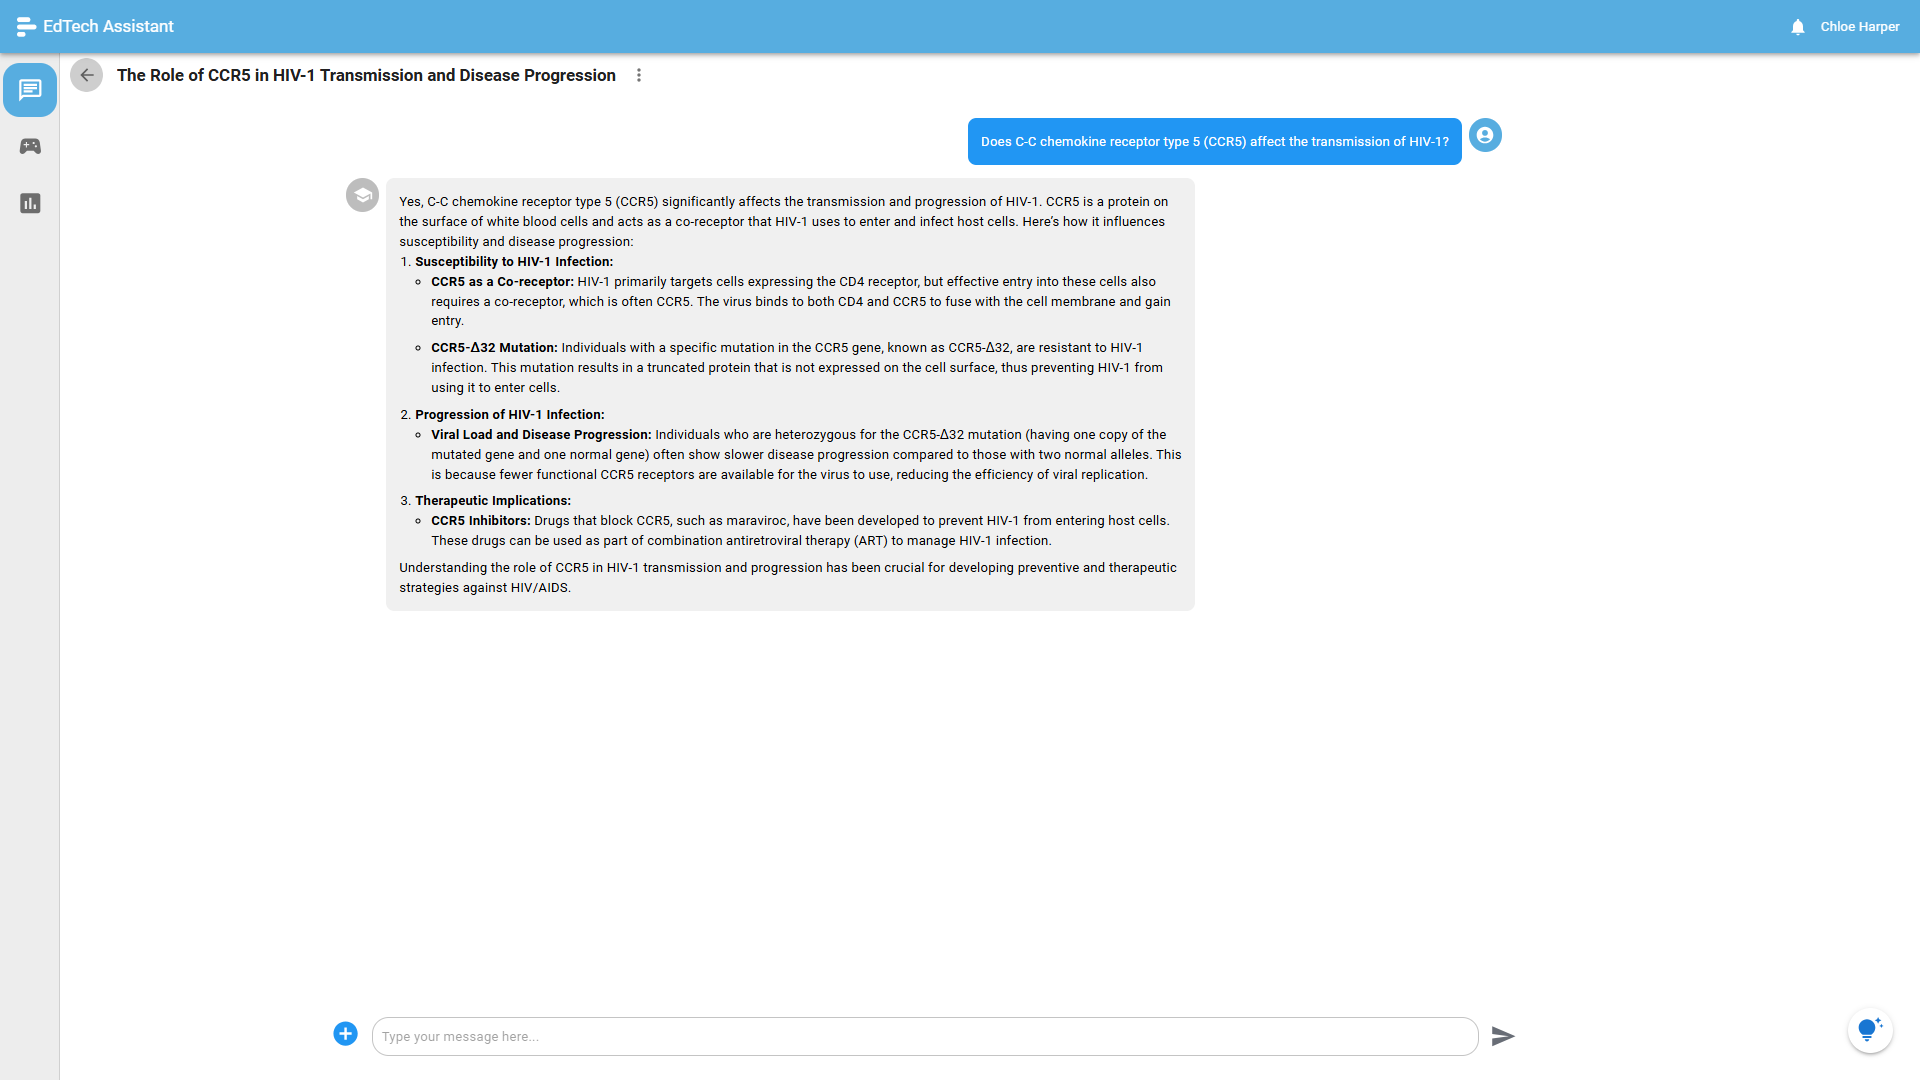 EdTech Assistant
Chloe Harper
The Role of CCR5 in HIV-1 Transmission and Disease Progression
Does C-C chemokine receptor type 5 (CCR5) affect the transmission of HIV-1?
Yes, C-C chemokine receptor type 5 (CCR5) significantly affects the transmission and progression of HIV-1. CCR5 is a protein on
the surface of white blood cells and acts as a co-receptor that HIV-1 uses to enter and infect host cells. Here's how it influences
susceptibility and disease progression:
1. Susceptibility to HIV-1 Infection:
◦ CCR5 as a Co-receptor: HIV-1 primarily targets cells expressing the CD4 receptor, but effective entry into these cells also
requires a co-receptor, which is often CCR5. The virus binds to both CD4 and CCR5 to fuse with the cell membrane and gain
entry.
◦ CCR5-Δ32 Mutation: Individuals with a specific mutation in the CCR5 gene, known as CCR5-Δ32, are resistant to HIV-1
infection. This mutation results in a truncated protein that is not expressed on the cell surface, thus preventing HIV-1 from
using it to enter cells.
2. Progression of HIV-1 Infection:
◦ Viral Load and Disease Progression: Individuals who are heterozygous for the CCR5-Δ32 mutation (having one copy of the
mutated gene and one normal gene) often show slower disease progression compared to those with two normal alleles. This
is because fewer functional CCR5 receptors are available for the virus to use, reducing the efficiency of viral replication.
3. Therapeutic Implications:
◦ CCR5 Inhibitors: Drugs that block CCR5, such as maraviroc, have been developed to prevent HIV-1 from entering host cells.
These drugs can be used as part of combination antiretroviral therapy (ART) to manage HIV-1 infection.
Understanding the role of CCR5 in HIV-1 transmission and progression has been crucial for developing preventive and therapeutic
strategies against HIV/AIDS.
Type your message here...